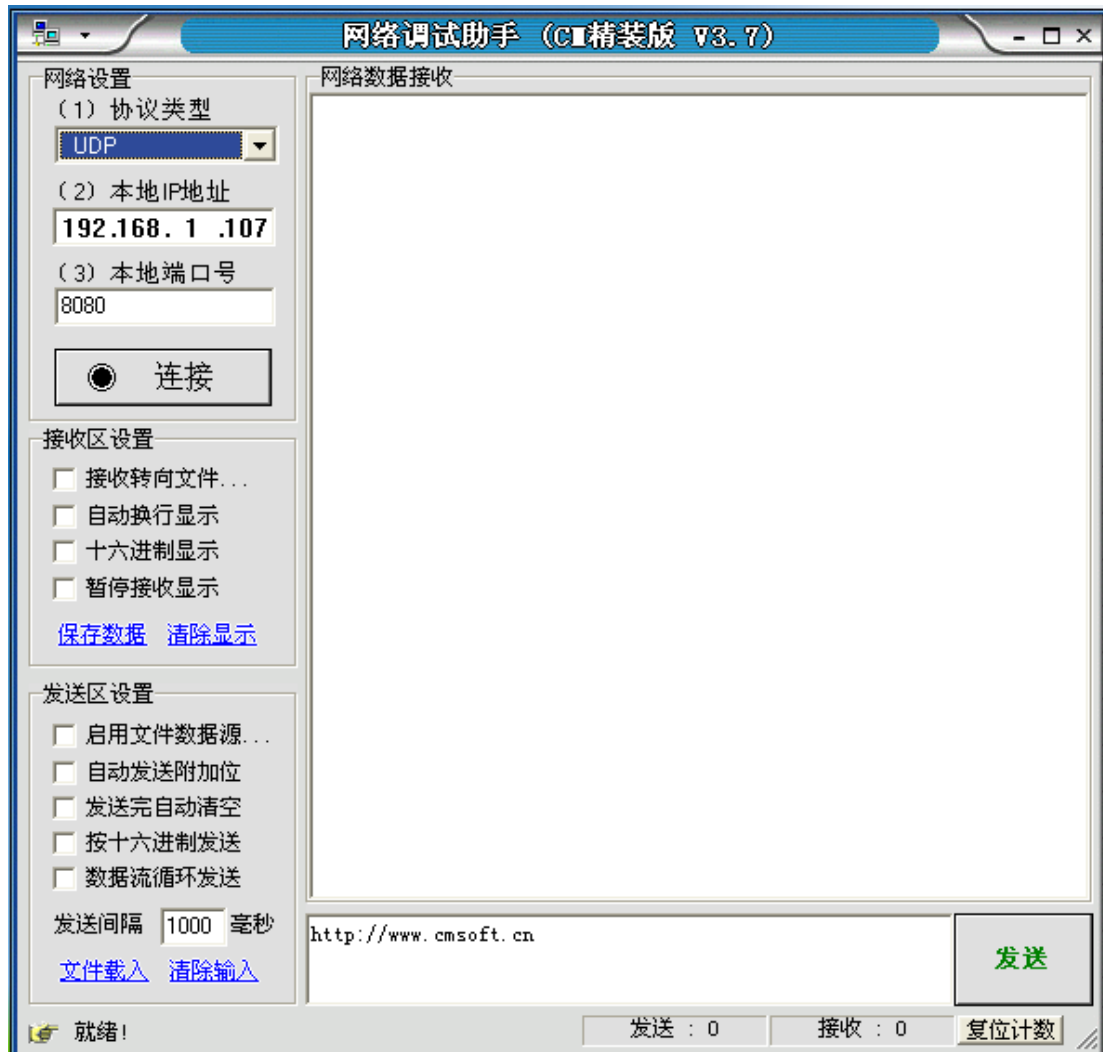 网络调试助手 (CM精装版 V3.7)
网络设置
(1) 协议类型
UDP
(2) 本地IP地址
192.168. 1 .107
(3) 本地端口号
8080
连接
接收区设置
接收转向文件...
自动换行显示
十六进制显示
暂停接收显示
保存数据 清除显示
发送区设置
启用文件数据源...
自动发送附加位
发送完自动清空
按十六进制发送
数据流循环发送
发送间隔 1000 毫秒
文件载入 清除输入
网络数据接收
http://www.cmsoft.cn
发送
就绪!
发送 : 0
接收 : 0
复位计数